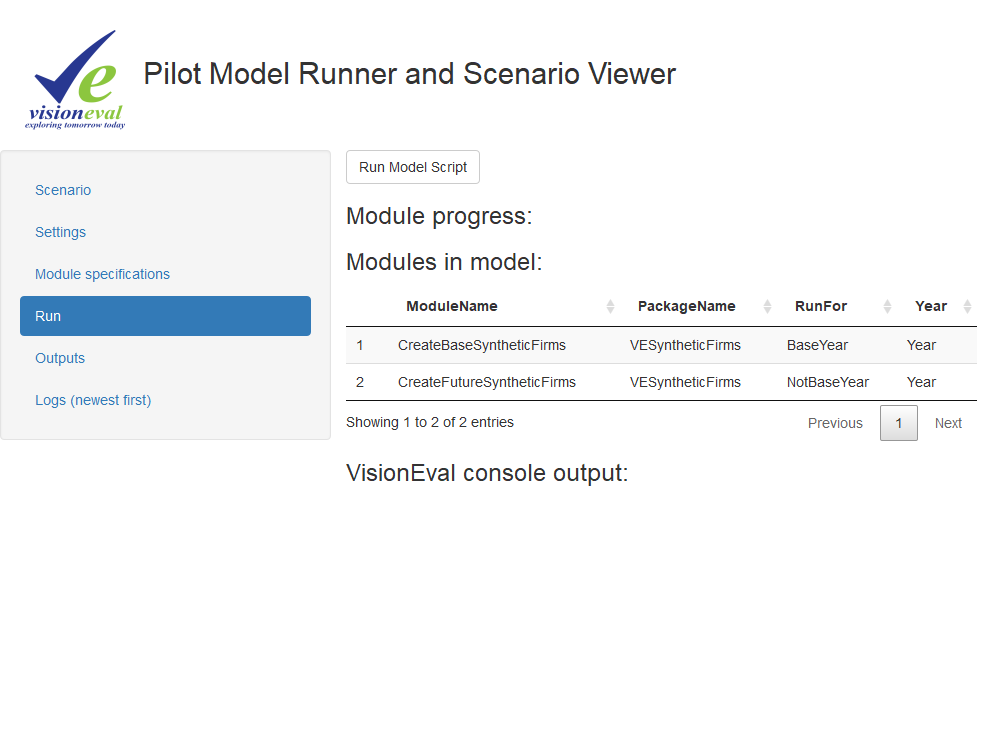 visioneval
exploring tomorrow today
Pilot Model Runner and Scenario Viewer
Scenario
Settings
Module specifications
Run
Outputs
Logs (newest first)
Run Model Script
Module progress:
Modules in model:
ModuleName PackageName RunFor Year
1 CreateBaseSyntheticFirms VESyntheticFirms BaseYear Year
2 CreateFutureSyntheticFirms VESyntheticFirms NotBaseYear Year
Showing 1 to 2 of 2 entries Previous 1 Next
VisionEval console output: